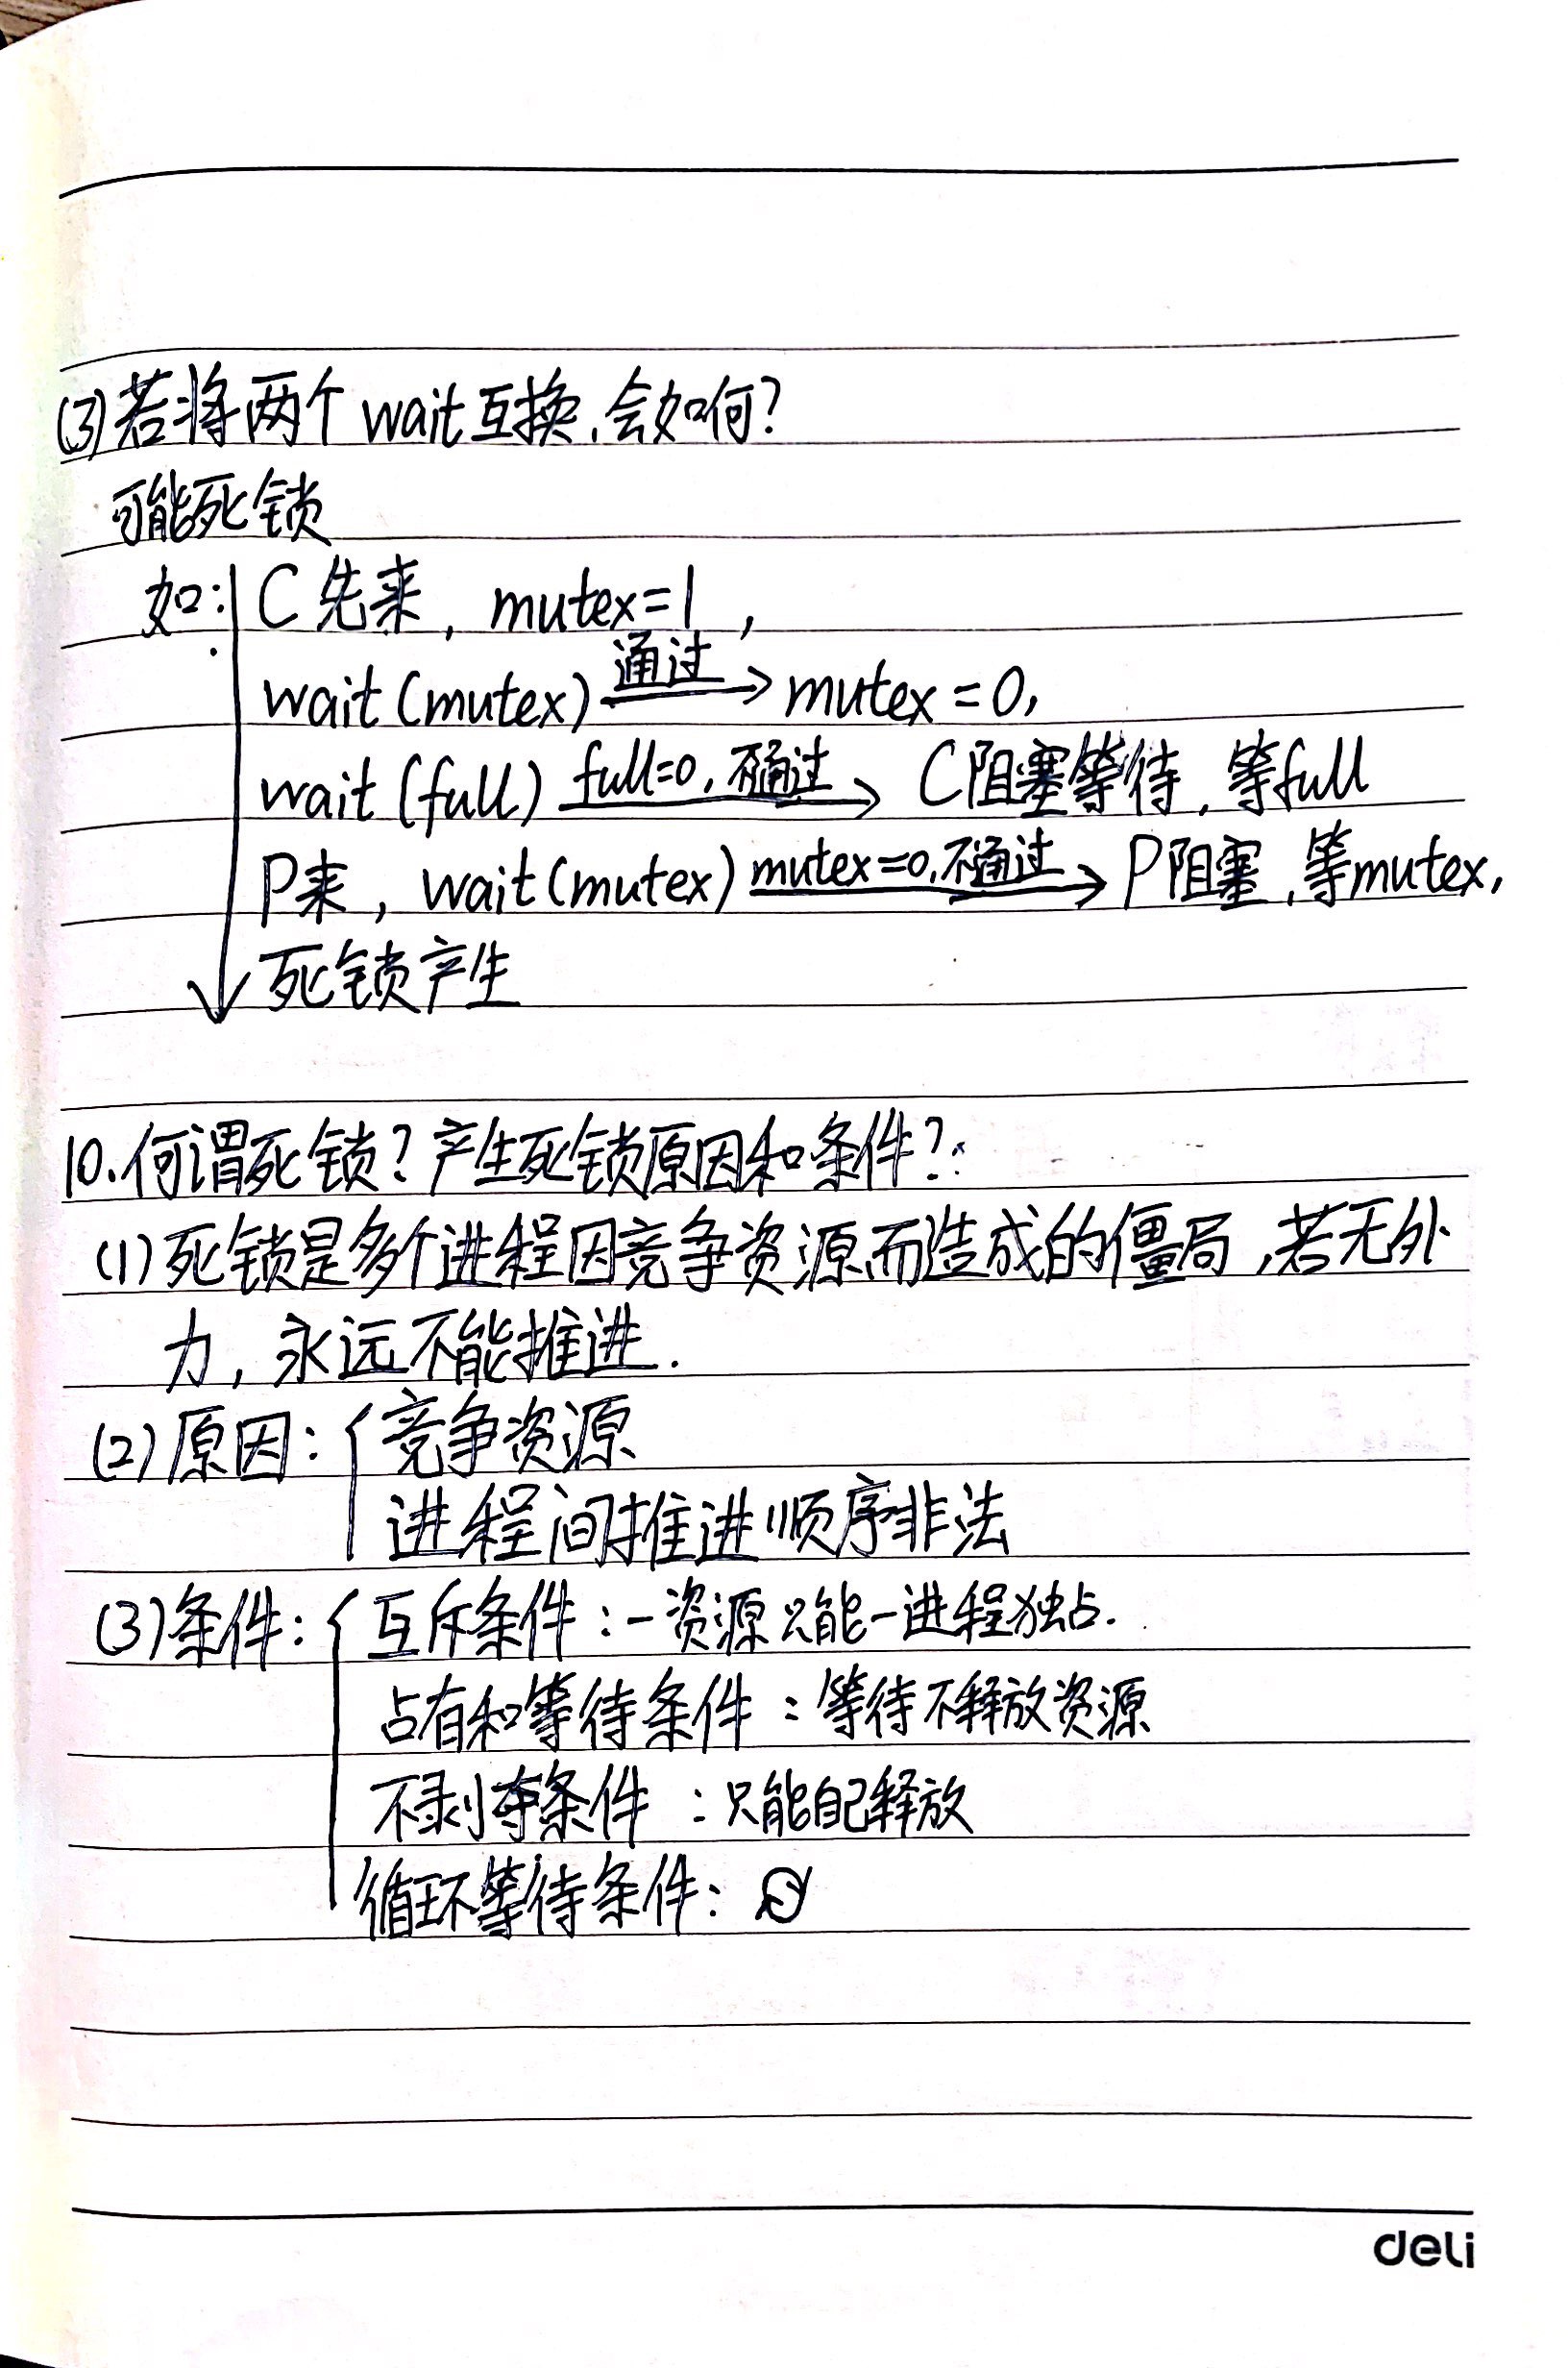 (3)若将两个wait互换,会如何?
可能死锁
如: C先来, mutex=1,
wait(mutex) 通过→ mutex=0,
wait(full) full=0,不通过→ C阻塞等待,等full
P来, wait(mutex) mutex=0,不通过→ P阻塞,等mutex,
死锁产生
10.何谓死锁?产生死锁原因和条件?:
(1)死锁是多个进程因竞争资源而造成的僵局,若无外
力,永远不能推进.
(2)原因: { 竞争资源
进程间推进顺序非法
(3)条件: { 互斥条件:一资源只能一进程独占.
占有和等待条件:等待不释放资源
不剥夺条件:只能自己释放
循环等待条件:
deli